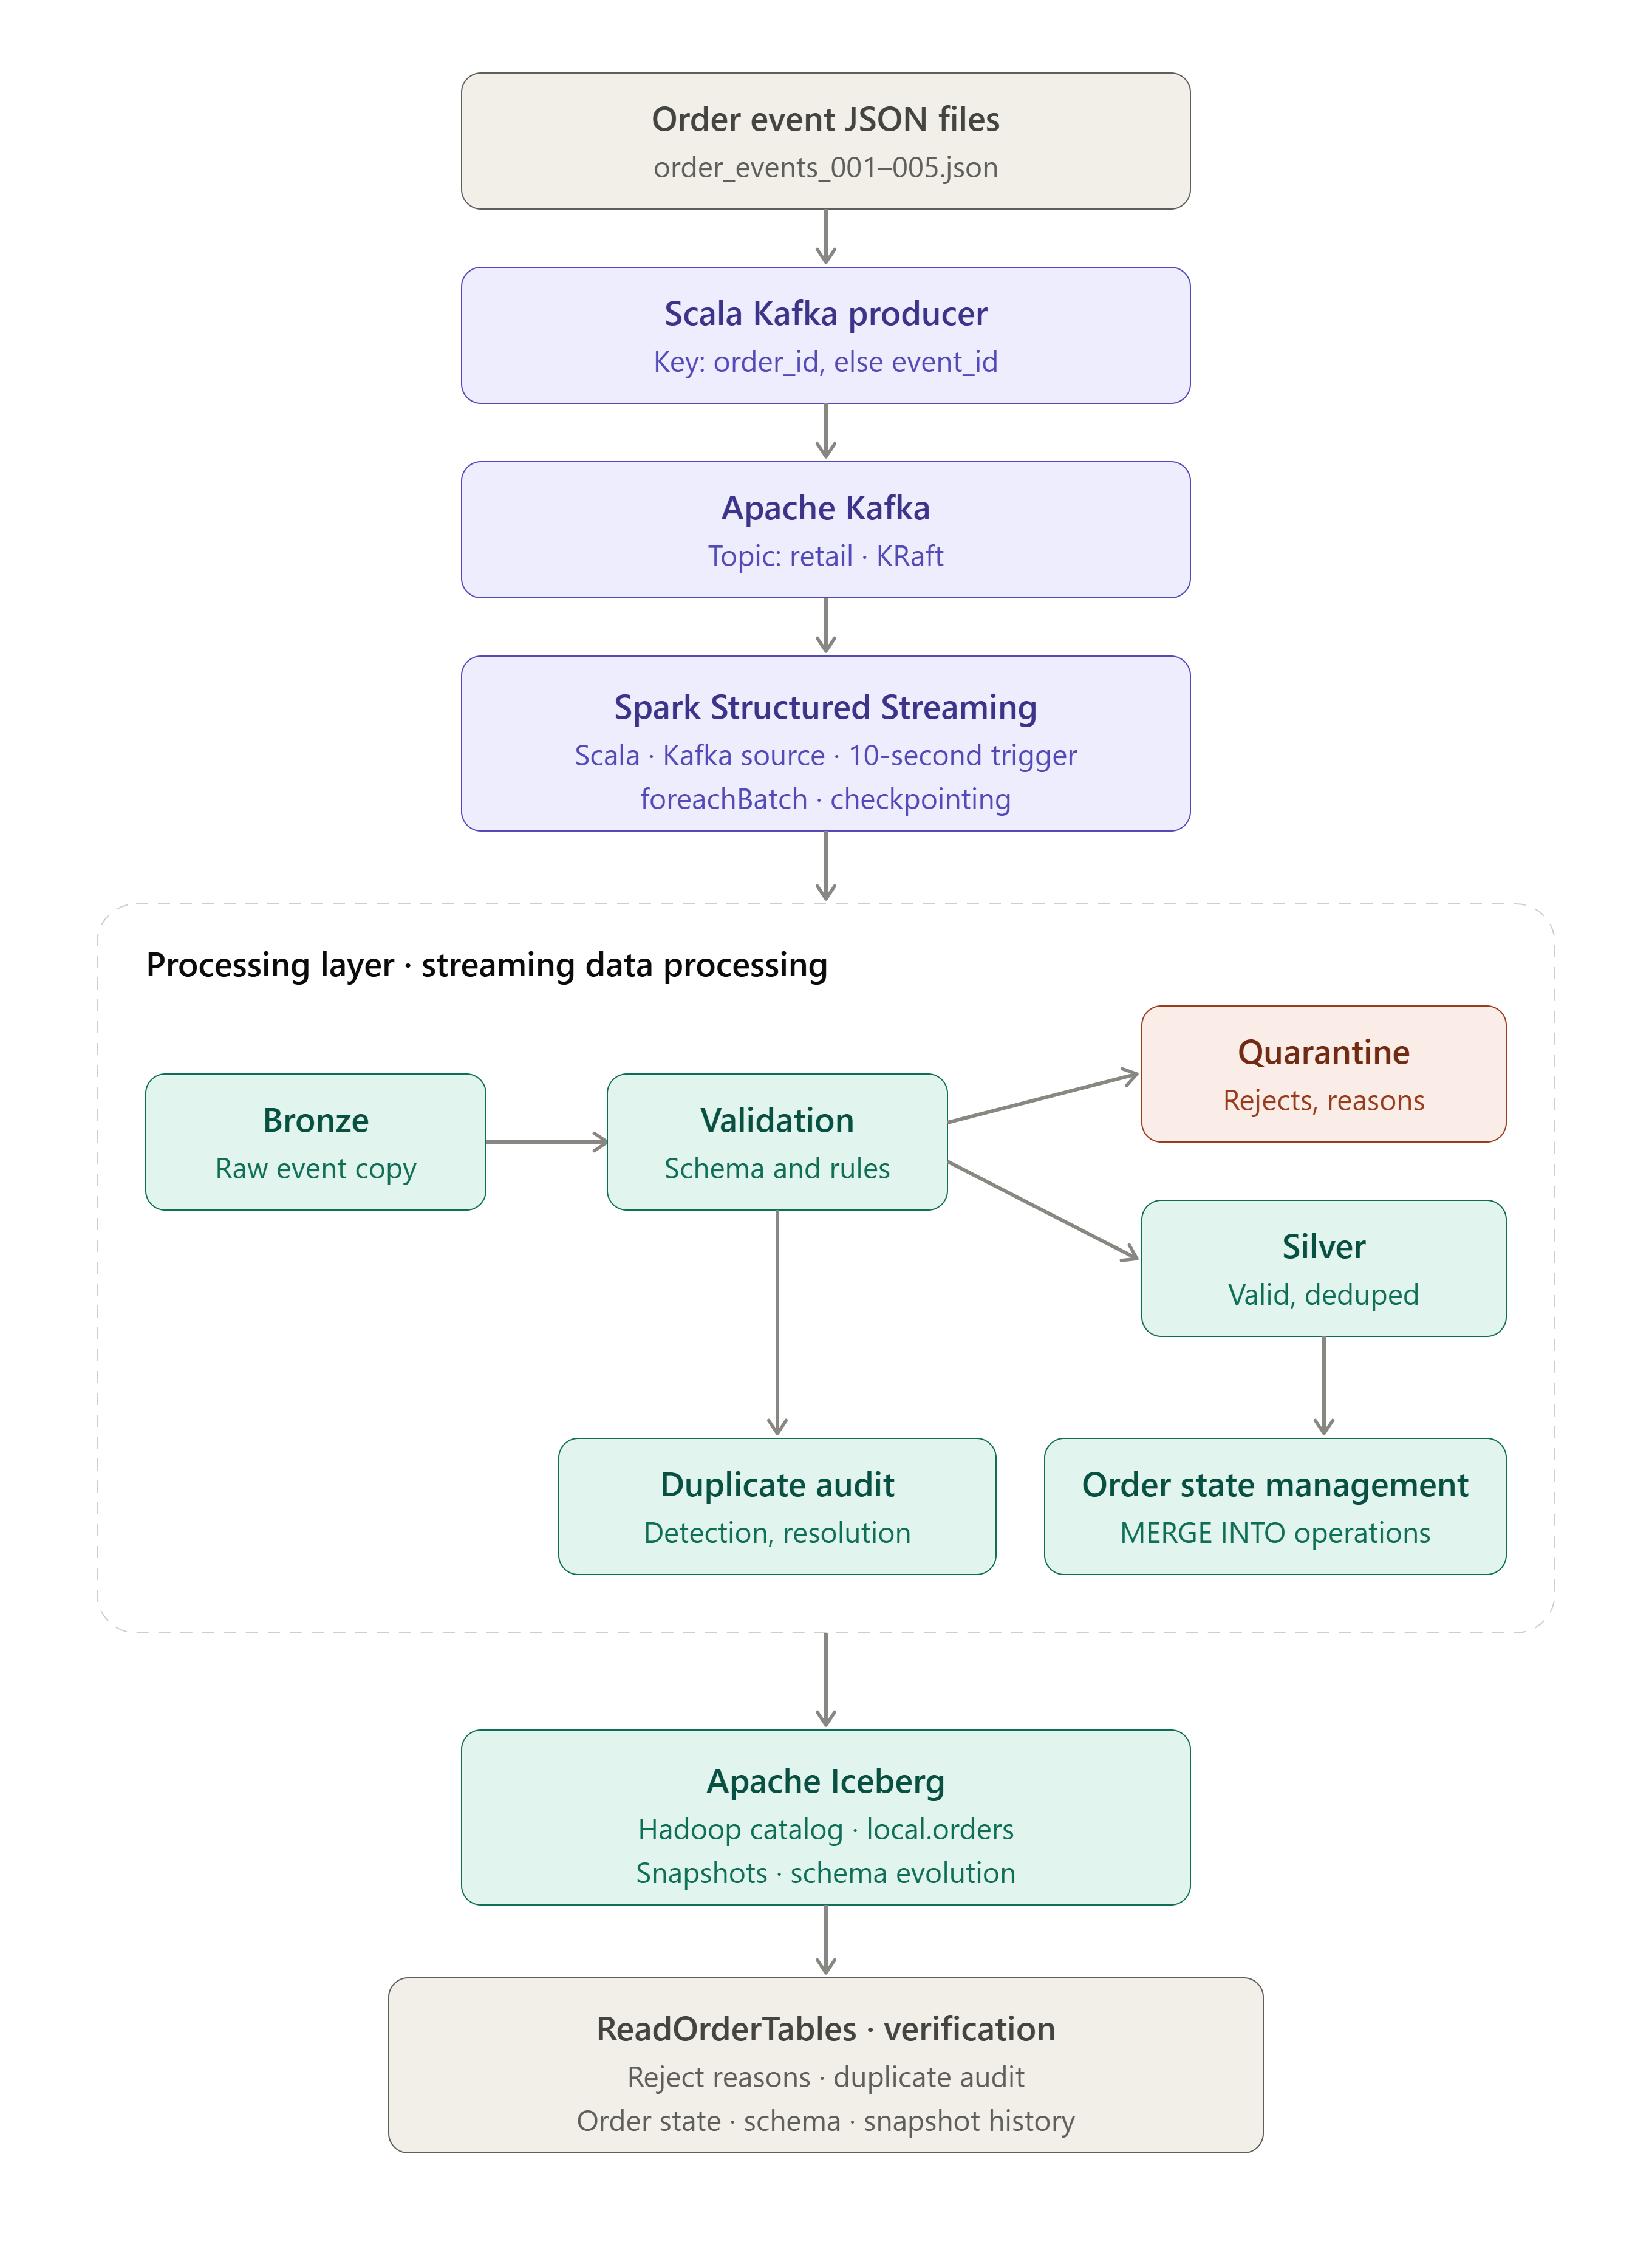 Order event JSON files
order_events_001–005.json
Scala Kafka producer
Key: order_id, else event_id
Apache Kafka
Topic: retail · KRaft
Spark Structured Streaming
Scala · Kafka source · 10-second trigger
foreachBatch · checkpointing
Processing layer · streaming data processing
Quarantine
Rejects, reasons
Bronze
Raw event copy
Validation
Schema and rules
Silver
Valid, deduped
Duplicate audit
Detection, resolution
Order state management
MERGE INTO operations
Apache Iceberg
Hadoop catalog · local.orders
Snapshots · schema evolution
ReadOrderTables · verification
Reject reasons · duplicate audit
Order state · schema · snapshot history